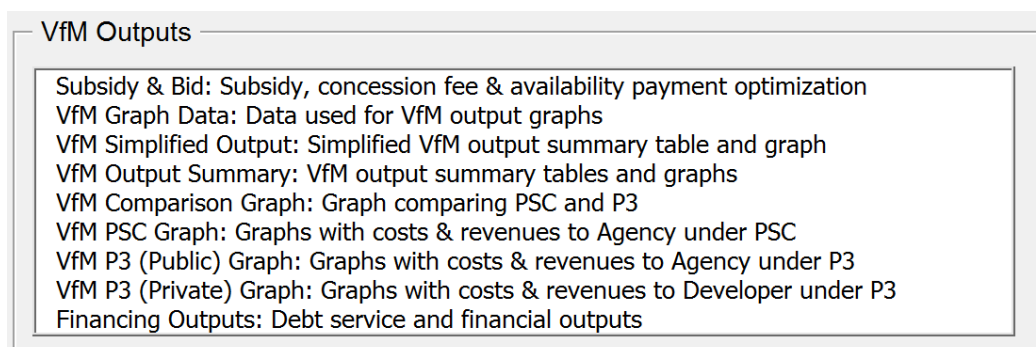 VfM Outputs
Subsidy & Bid: Subsidy, concession fee & availability payment optimization
VfM Graph Data: Data used for VfM output graphs
VfM Simplified Output: Simplified VfM output summary table and graph
VfM Output Summary: VfM output summary tables and graphs
VfM Comparison Graph: Graph comparing PSC and P3
VfM PSC Graph: Graphs with costs & revenues to Agency under PSC
VfM P3 (Public) Graph: Graphs with costs & revenues to Agency under P3
VfM P3 (Private) Graph: Graphs with costs & revenues to Developer under P3
Financing Outputs: Debt service and financial outputs